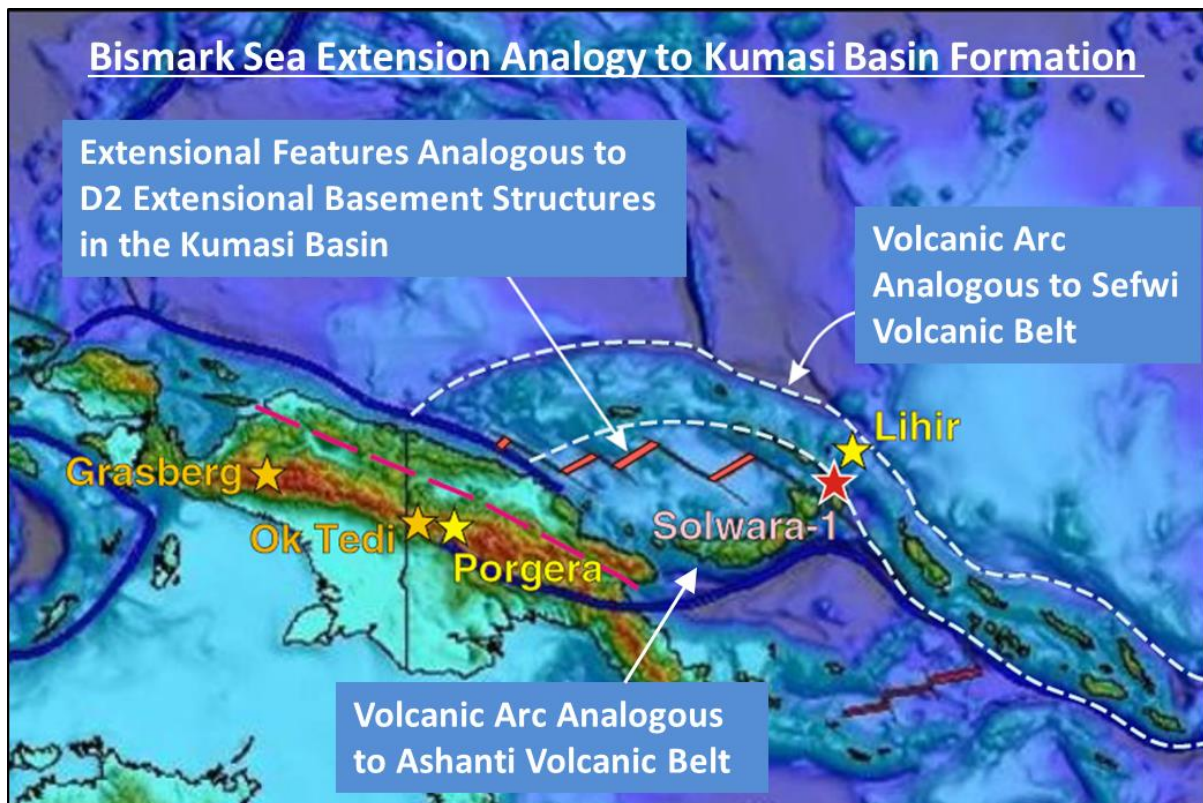 Bismark Sea Extension Analogy to Kumasi Basin Formation
Extensional Features Analogous to
D2 Extensional Basement Structures
in the Kumasi Basin
Volcanic Arc
Analogous to Sefwi
Volcanic Belt
Lihir
Grasberg
Solwara-1
Ok Tedi
Porgera
Volcanic Arc Analogous
to Ashanti Volcanic Belt